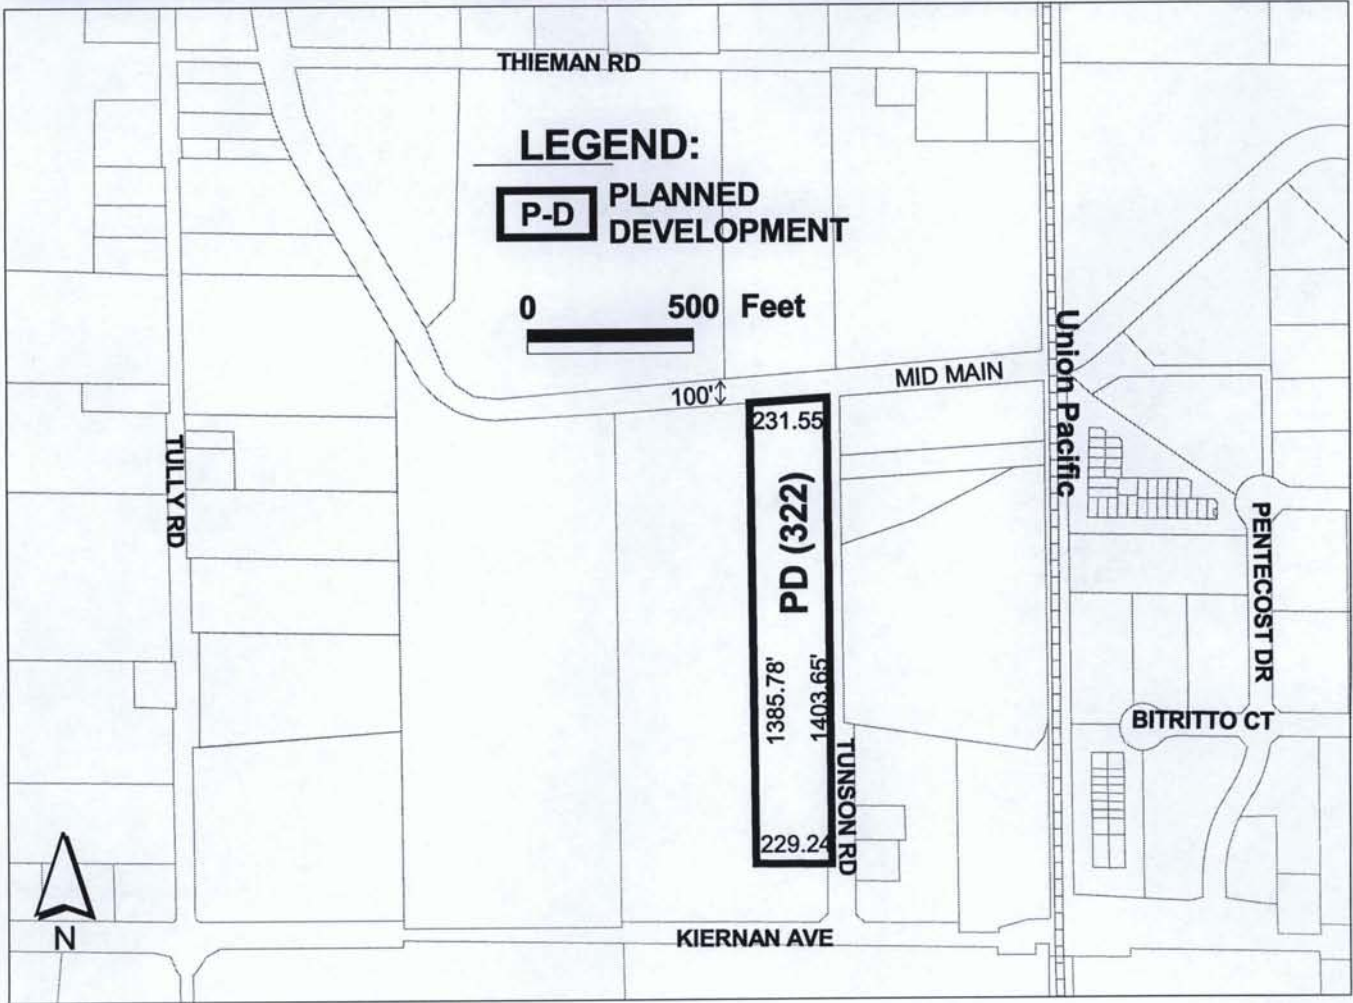 THIEMAN RD
LEGEND:
P-D
PLANNED
DEVELOPMENT
0 500 Feet
Union Pacific
MID MAIN
100'
231.55
TULLY RD
PD (322)
PENTECOST DR
1385.78'
1403.65'
BITRITTO CT
TUNSON RD
229.24
KIERNAN AVE
N